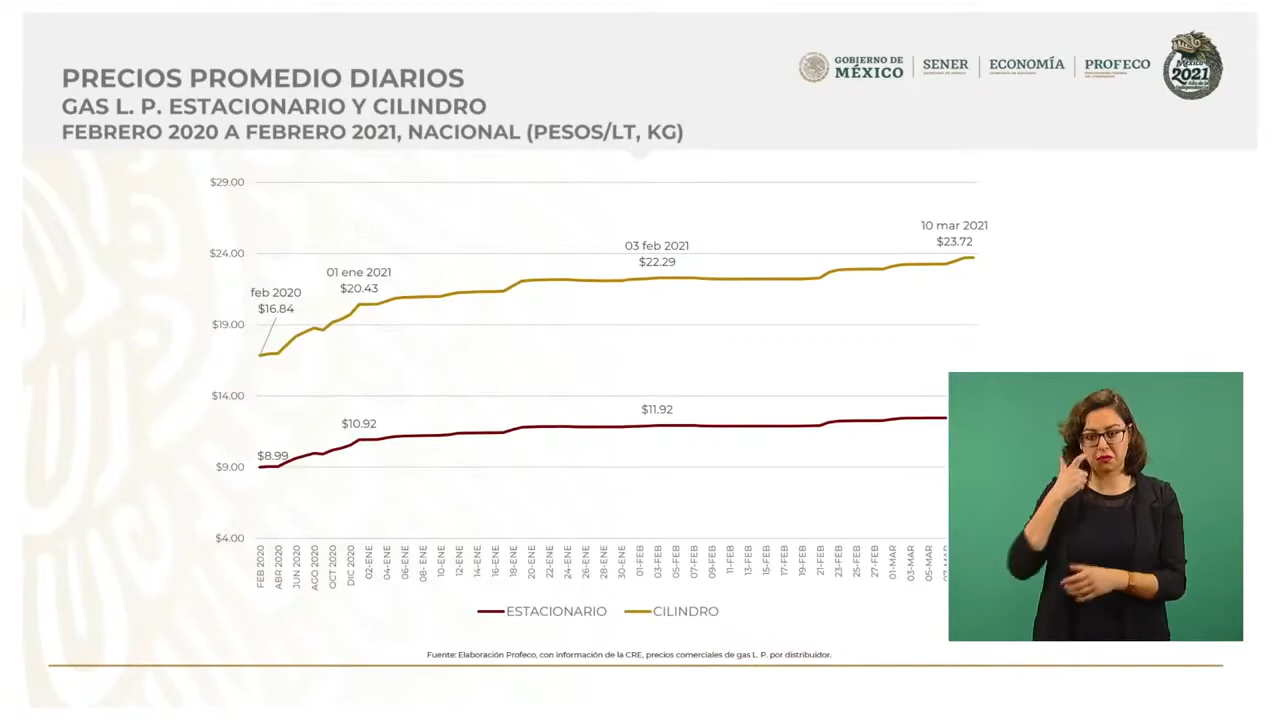 PRECIOS PROMEDIO DIARIOS
GAS L. P. ESTACIONARIO Y CILINDRO
FEBRERO 2020 A FEBRERO 2021, NACIONAL (PESOS/LT, KG)
GOBIERNO DE
MÉXICO
SENER
ECONOMÍA
PROFECO
México
2021
$29.00
$24.00
$19.00
$14.00
$9.00
$4.00
feb 2020
$16.84
01 ene 2021
$20.43
03 feb 2021
$22.29
10 mar 2021
$23.72
$8.99
$10.92
$11.92
FEB 2020
ABR 2020
JUN 2020
AGO 2020
OCT 2020
DIC 2020
02-ENE
04-ENE
06-ENE
08- ENE
10-ENE
12-ENE
14-ENE
16-ENE
18-ENE
20-ENE
22-ENE
24-ENE
26-ENE
28-ENE
30-ENE
01-FEB
03-FEB
05-FEB
07-FEB
09-FEB
11-FEB
13-FEB
15-FEB
17-FEB
19-FEB
21-FEB
23-FEB
25-FEB
27-FEB
01-MAR
03-MAR
05-MAR
ESTACIONARIO
CILINDRO
Fuente: Elaboración Profeco, con información de la CRE, precios comerciales de gas L. P. por distribuidor.